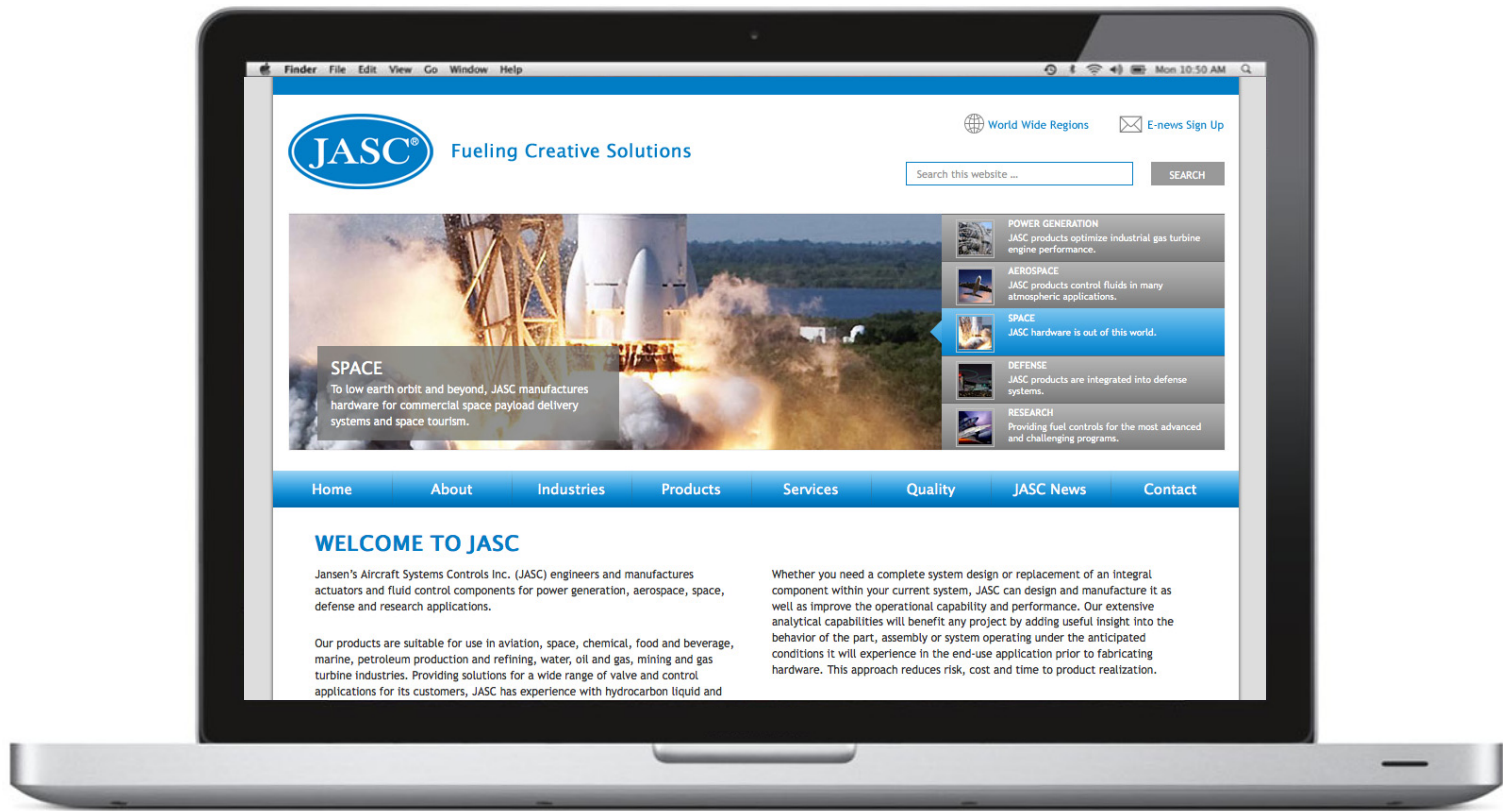 Finder File Edit View Go Window Help
Mon 10:50 AM
JASC®
Fueling Creative Solutions
World Wide Regions
E-news Sign Up
Search this website ...
SEARCH
SPACE
To low earth orbit and beyond, JASC manufactures
hardware for commercial space payload delivery
systems and space tourism.
POWER GENERATION
JASC products optimize industrial gas turbine
engine performance.
AEROSPACE
JASC products control fluids in many
atmospheric applications.
SPACE
JASC hardware is out of this world.
DEFENSE
JASC products are integrated into defense
systems.
RESEARCH
Providing fuel controls for the most advanced
and challenging programs.
Home About Industries Products Services Quality JASC News Contact
WELCOME TO JASC
Jansen's Aircraft Systems Controls Inc. (JASC) engineers and manufactures
actuators and fluid control components for power generation, aerospace, space,
defense and research applications.
Our products are suitable for use in aviation, space, chemical, food and beverage,
marine, petroleum production and refining, water, oil and gas, mining and gas
turbine industries. Providing solutions for a wide range of valve and control
applications for its customers, JASC has experience with hydrocarbon liquid and
Whether you need a complete system design or replacement of an integral
component within your current system, JASC can design and manufacture it as
well as improve the operational capability and performance. Our extensive
analytical capabilities will benefit any project by adding useful insight into the
behavior of the part, assembly or system operating under the anticipated
conditions it will experience in the end-use application prior to fabricating
hardware. This approach reduces risk, cost and time to product realization.